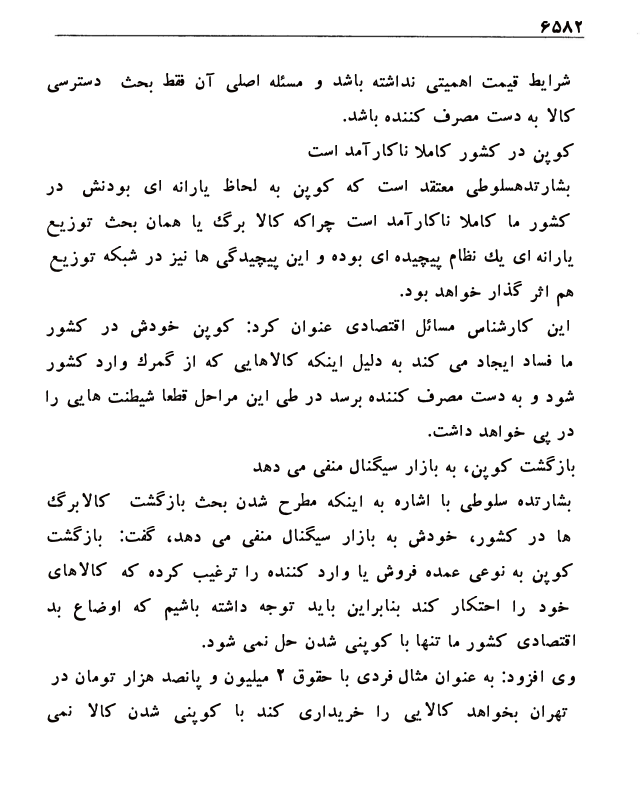 ۶۵۸۲
شرایط قیمت اهمیتی نداشته باشد و مسئله اصلی آن فقط بحث دسترسی
کالا به دست مصرف کننده باشد.
کوپن در کشور کاملا ناکارآمد است
بشارتدهسلوطی معتقد است که کوپن به لحاظ یارانه ای بودنش در
کشور ما کاملا ناکارآمد است چراکه کالا برگ یا همان بحث توزیع
یارانه ای یك نظام پیچیده ای بوده و این پیچیدگی ها نیز در شبکه توزیع
هم اثر گذار خواهد بود.
این کارشناس مسائل اقتصادی عنوان کرد: کوپن خودش در کشور
ما فساد ایجاد می کند به دلیل اینکه کالاهایی که از گمرك وارد کشور
شود و به دست مصرف کننده برسد در طی این مراحل قطعا شیطنت هایی را
در پی خواهد داشت.
بازگشت کوپن، به بازار سیگنال منفی می دهد
بشارتده سلوطی با اشاره به اینکه مطرح شدن بحث بازگشت کالابرگ
ها در کشور، خودش به بازار سیگنال منفی می دهد، گفت: بازگشت
کوپن به نوعی عمده فروش یا وارد کننده را ترغیب کرده که کالاهای
خود را احتکار کند بنابراین باید توجه داشته باشیم که اوضاع بد
اقتصادی کشور ما تنها با کوپنی شدن حل نمی شود.
وی افزود: به عنوان مثال فردی با حقوق ۲ میلیون و پانصد هزار تومان در
تهران بخواهد کالایی را خریداری کند با کوپنی شدن کالا نمی